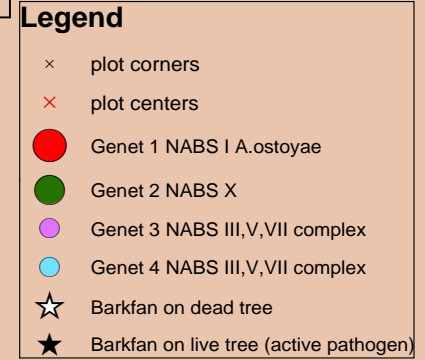 Legend
plot corners
plot centers
Genet 1 NABS I A.ostoyae
Genet 2 NABS X
Genet 3 NABS III,V,VII complex
Genet 4 NABS III,V,VII complex
Barkfan on dead tree
Barkfan on live tree (active pathogen)